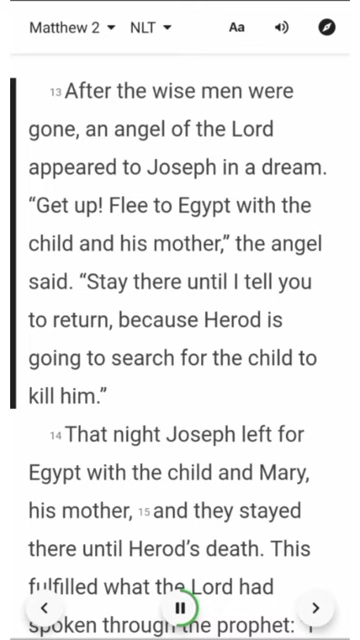 Matthew 2 NLT Aa
13 After the wise men were
gone, an angel of the Lord
appeared to Joseph in a dream.
“Get up! Flee to Egypt with the
child and his mother,” the angel
said. “Stay there until I tell you
to return, because Herod is
going to search for the child to
kill him.”
14 That night Joseph left for
Egypt with the child and Mary,
his mother, 15 and they stayed
there until Herod’s death. This
fulfilled what the Lord had
spoken through the prophet: